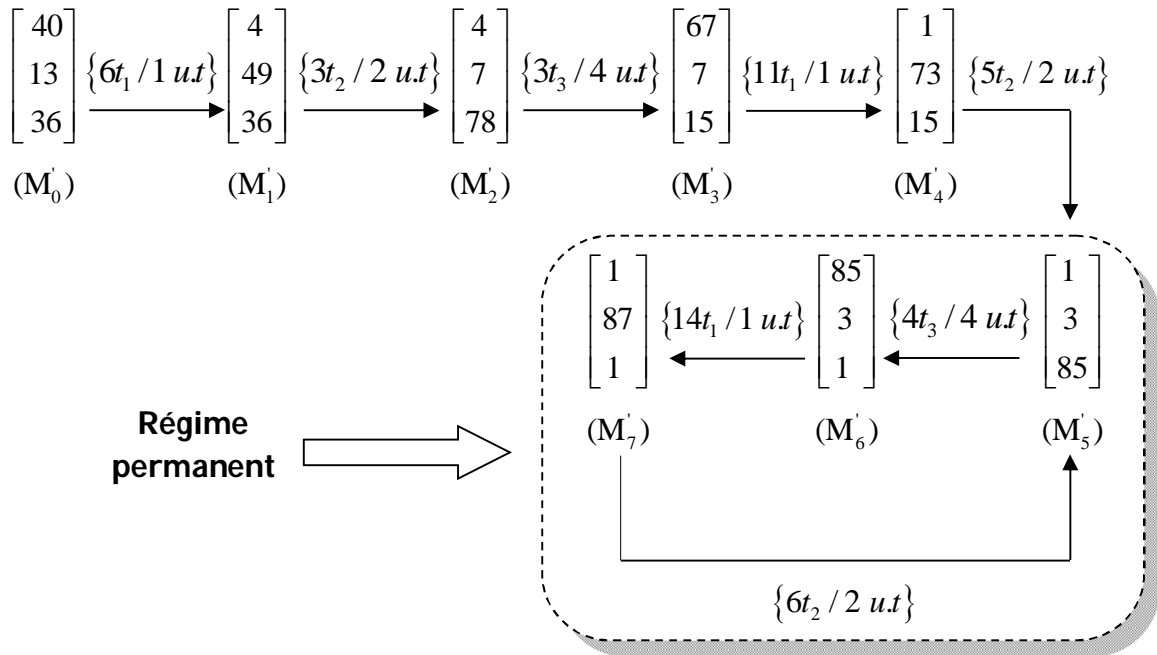 40 4 4 67 1
13 {6t₁ / 1 u.t} 49 {3t₂ / 2 u.t} 7 {3t₃ / 4 u.t} 7 {11t₁ / 1 u.t} 73 {5t₂ / 2 u.t}
36 36 78 15 15
(M'₀) (M'₁) (M'₂) (M'₃) (M'₄)
1 85 1
87 {14t₁ / 1 u.t} 3 {4t₃ / 4 u.t} 3
1 1 85
(M'₇) (M'₆) (M'₅)
Régime
permanent
{6t₂ / 2 u.t}